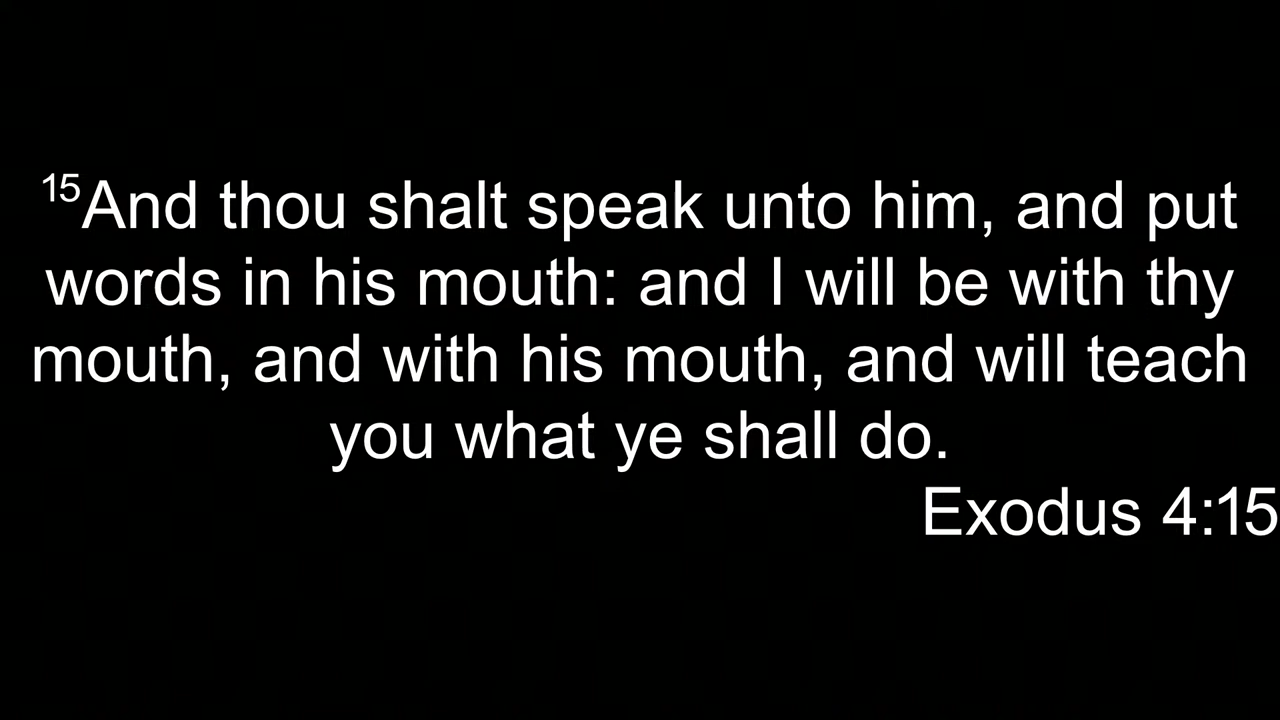 15And thou shalt speak unto him, and put
words in his mouth: and I will be with thy
mouth, and with his mouth, and will teach
you what ye shall do.
Exodus 4:15